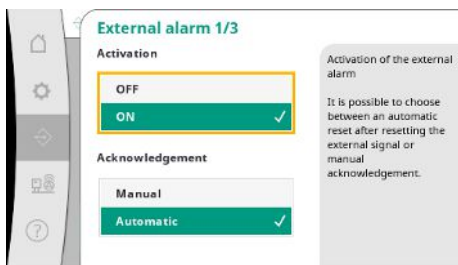 External alarm 1/3
Activation
OFF
ON
Acknowledgement
Manual
Automatic
Activation of the external
alarm
It is possible to choose
between an automatic
reset after resetting the
external signal or
manual
acknowledgement.